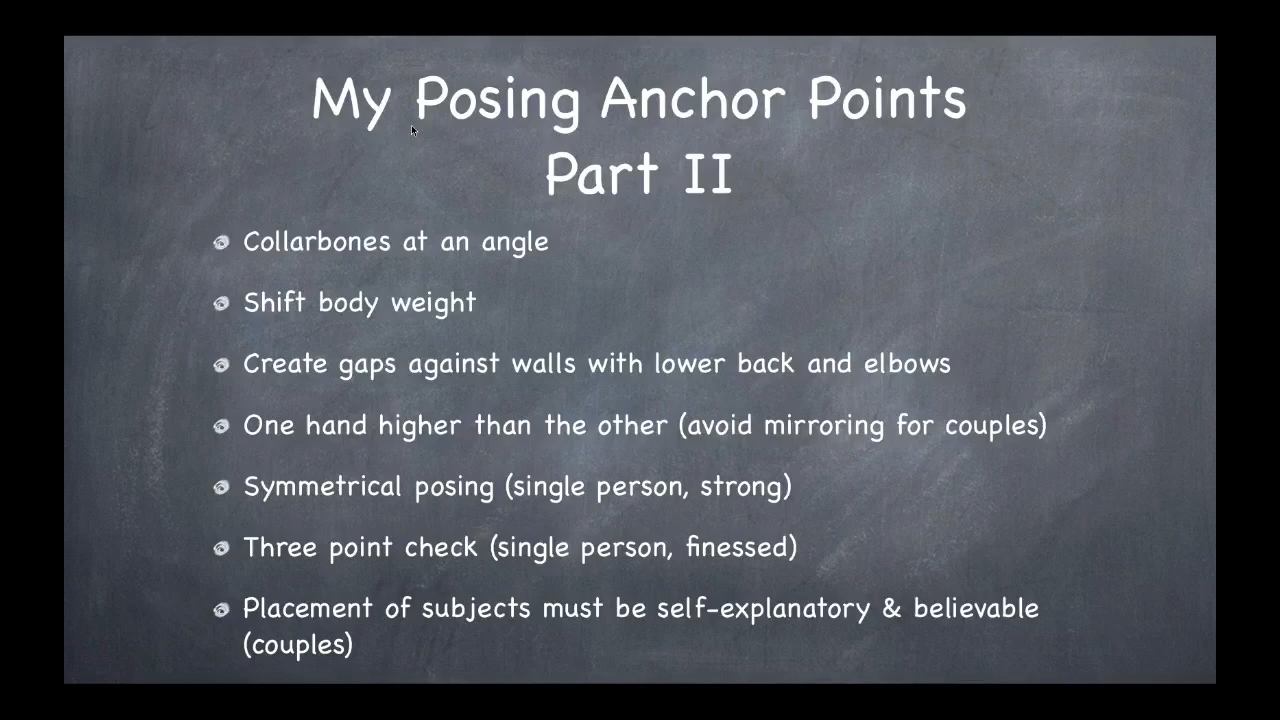 My Posing Anchor Points
Part II
Collarbones at an angle
Shift body weight
Create gaps against walls with lower back and elbows
One hand higher than the other (avoid mirroring for couples)
Symmetrical posing (single person, strong)
Three point check (single person, finessed)
Placement of subjects must be self-explanatory & believable
(couples)